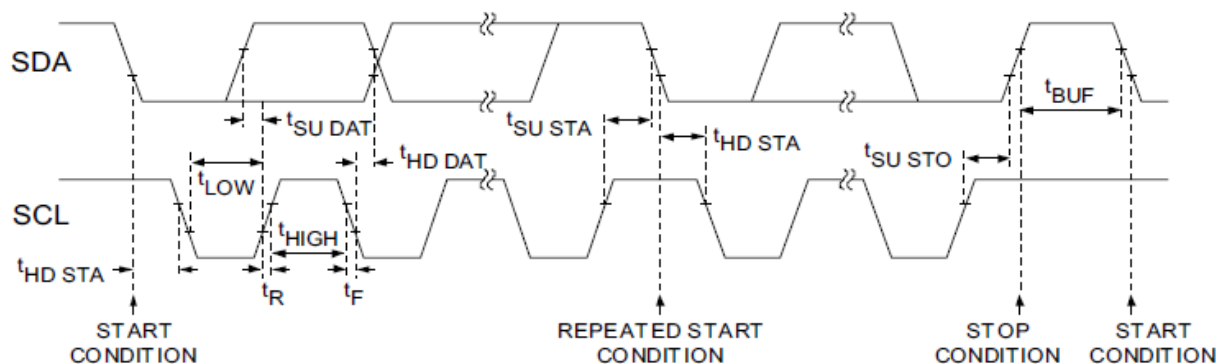 SDA
tSU DAT
tSU STA
tBUF
tHD DAT
tHD STA
tSU STO
tLOW
SCL
tHIGH
tHD STA
tR
tF
START
CONDITION
REPEATED START
CONDITION
STOP
CONDITION
START
CONDITION